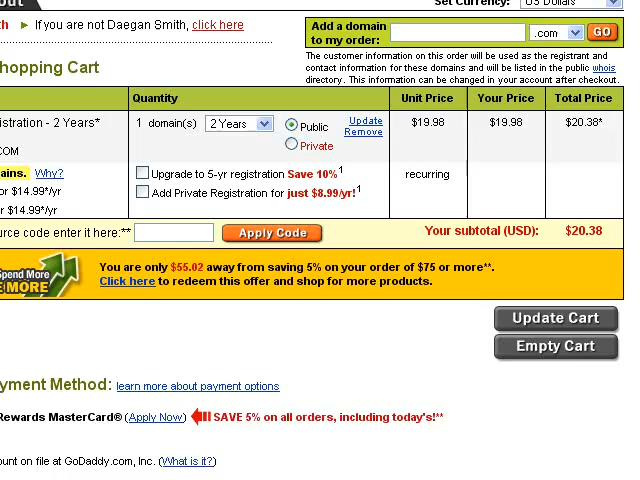 out
Set Currency: US Dollars
th ► If you are not Daegan Smith, click here
Add a domain
to my order:
.com
GO
The customer information on this order will be used as the registrant and
contact information for these domains and will be listed in the public whois
directory. This information can be changed in your account after checkout.
hopping Cart
Quantity Unit Price Your Price Total Price
istration - 2 Years* 1 domain(s) 2 Years Public Update $19.98 $19.98 $20.38*
Remove
Private
COM
ains. Why? Upgrade to 5-yr registration Save 10%1 recurring
or $14.99*/yr Add Private Registration for just $8.99/yr!1
r $14.99*/yr
urce code enter it here:** Apply Code Your subtotal (USD): $20.38
Spend More
E MORE
You are only $55.02 away from saving 5% on your order of $75 or more**.
Click here to redeem this offer and shop for more products.
Update Cart
Empty Cart
yment Method: learn more about payment options
Rewards MasterCard® (Apply Now) SAVE 5% on all orders, including today's!**
ount on file at GoDaddy.com, Inc. (What is it?)